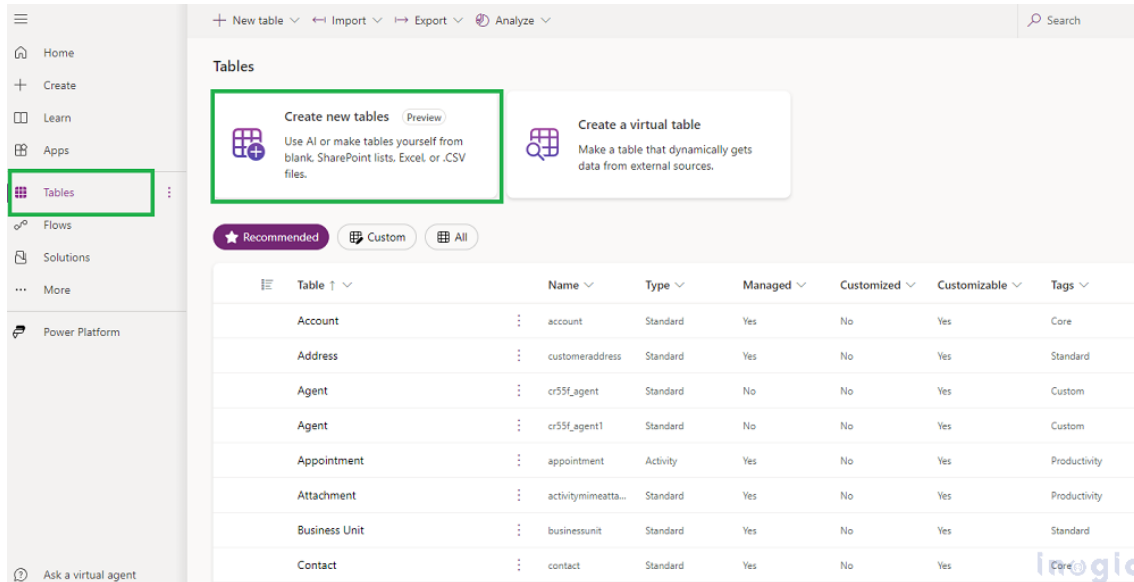 New table Import Export Analyze Search
Home
Create
Learn
Apps
Tables
Flows
Solutions
More
Power Platform
Ask a virtual agent
Tables
Create new tables Preview
Use AI or make tables yourself from
blank, SharePoint lists, Excel, or .CSV
files.
Create a virtual table
Make a table that dynamically gets
data from external sources.
Recommended Custom All
Table ↑ Name Type Managed Customized Customizable Tags
Account account Standard Yes No Yes Core
Address customeraddress Standard Yes No Yes Standard
Agent cr55f_agent Standard No No Yes Custom
Agent cr55f_agent1 Standard No No Yes Custom
Appointment appointment Activity Yes No Yes Productivity
Attachment activitymimeatta... Standard Yes No Yes Productivity
Business Unit businessunit Standard Yes No Yes Standard
Contact contact Standard Yes No Yes Core
inogic